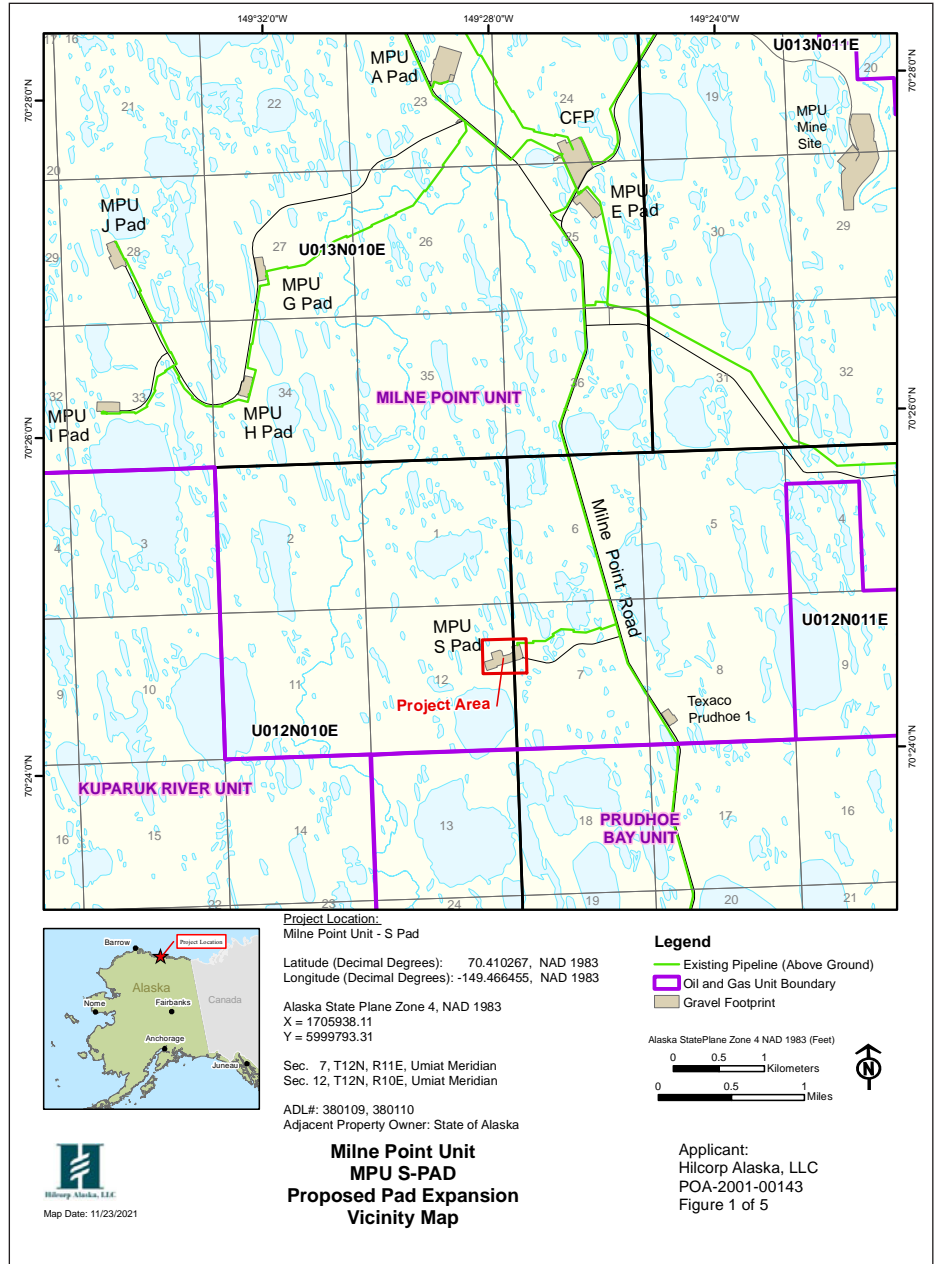 149°32'0"W
149°28'0"W
149°24'0"W
17
16
MPU
A Pad
U013N011E
20
70°28'0"N
70°28'0"N
21
22
23
24
19
CFP
MPU
Mine
Site
20
MPU
J Pad
MPU
E Pad
29
28
27
U013N010E
26
25
30
29
MPU
G Pad
32
33
34
35
36
31
32
MILNE POINT UNIT
MPU
I Pad
MPU
H Pad
70°26'0"N
70°26'0"N
4
3
2
1
6
5
4
Milne Point Road
MPU
S Pad
U012N011E
9
10
11
12
7
8
9
Project Area
Texaco
Prudhoe 1
U012N010E
70°24'0"N
70°24'0"N
KUPARUK RIVER UNIT
PRUDHOE
BAY UNIT
16
15
14
13
18
17
16
22
23
24
19
20
21
Project Location:
Milne Point Unit - S Pad
Latitude (Decimal Degrees): 70.410267, NAD 1983
Longitude (Decimal Degrees): -149.466455, NAD 1983
Alaska State Plane Zone 4, NAD 1983
X = 1705938.11
Y = 5999793.31
Sec. 7, T12N, R11E, Umiat Meridian
Sec. 12, T12N, R10E, Umiat Meridian
ADL#: 380109, 380110
Adjacent Property Owner: State of Alaska
Barrow
Project Location
Alaska
Canada
Nome
Fairbanks
Anchorage
Juneau
Legend
Existing Pipeline (Above Ground)
Oil and Gas Unit Boundary
Gravel Footprint
Alaska StatePlane Zone 4 NAD 1983 (Feet)
0 0.5 1
Kilometers
0 0.5 1
Miles
N
Hilcorp Alaska, LLC
Map Date: 11/23/2021
Milne Point Unit
MPU S-PAD
Proposed Pad Expansion
Vicinity Map
Applicant:
Hilcorp Alaska, LLC
POA-2001-00143
Figure 1 of 5